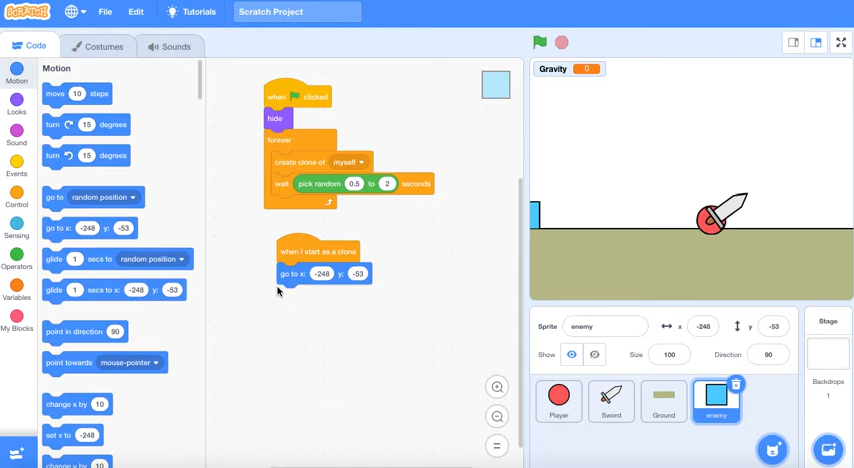 SCRATCH File Edit Tutorials Scratch Project
Code Costumes Sounds
Motion
Looks
Sound
Events
Control
Sensing
Operators
Variables
My Blocks
Motion
move 10 steps
turn 15 degrees
turn 15 degrees
go to random position
go to x: -248 y: -53
glide 1 secs to random position
glide 1 secs to x: -248 y: -53
point in direction 90
point towards mouse-pointer
change x by 10
set x to -248
change y by 10
when clicked
hide
forever
create clone of myself
wait pick random 0.5 to 2 seconds
when I start as a clone
go to x: -248 y: -53
Gravity 0
Sprite enemy x -248 y -53
Show Size 100 Direction 90
Player Sword Ground enemy
Stage
Backdrops
1